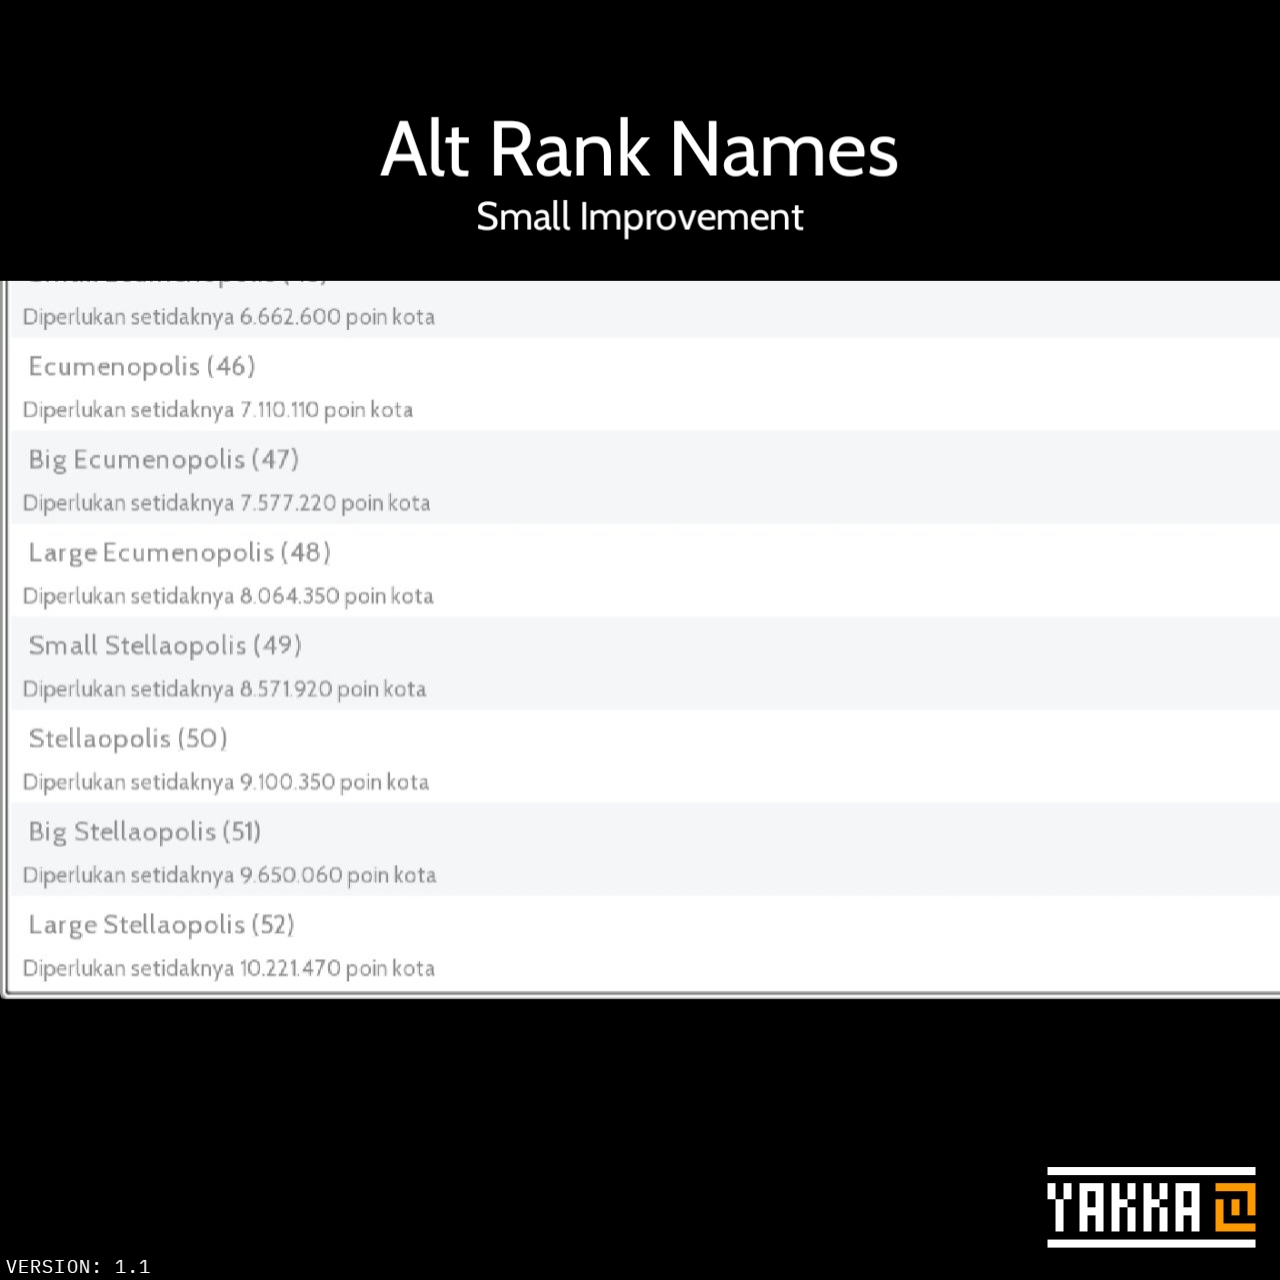 Alt Rank Names
Small Improvement
Diperlukan setidaknya 6.662.600 poin kota
Ecumenopolis (46)
Diperlukan setidaknya 7.110.110 poin kota
Big Ecumenopolis (47)
Diperlukan setidaknya 7.577.220 poin kota
Large Ecumenopolis (48)
Diperlukan setidaknya 8.064.350 poin kota
Small Stellaopolis (49)
Diperlukan setidaknya 8.571.920 poin kota
Stellaopolis (50)
Diperlukan setidaknya 9.100.350 poin kota
Big Stellaopolis (51)
Diperlukan setidaknya 9.650.060 poin kota
Large Stellaopolis (52)
Diperlukan setidaknya 10.221.470 poin kota
YAKKA
VERSION: 1.1